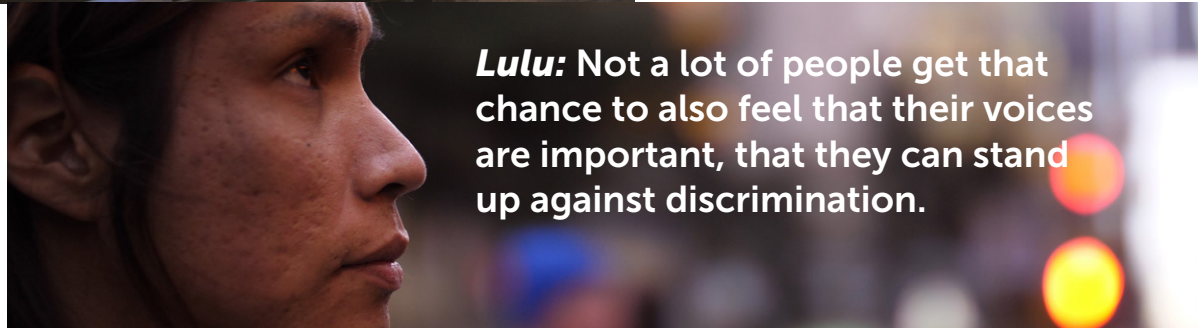 Lulu: Not a lot of people get that
chance to also feel that their voices
are important, that they can stand
up against discrimination.